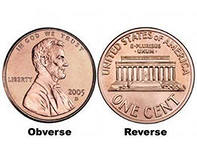 IN GOD WE TRUST
LIBERTY
2005
D
UNITED STATES OF AMERICA
E·PLURIBUS
·UNUM·
ONE CENT
Obverse
Reverse